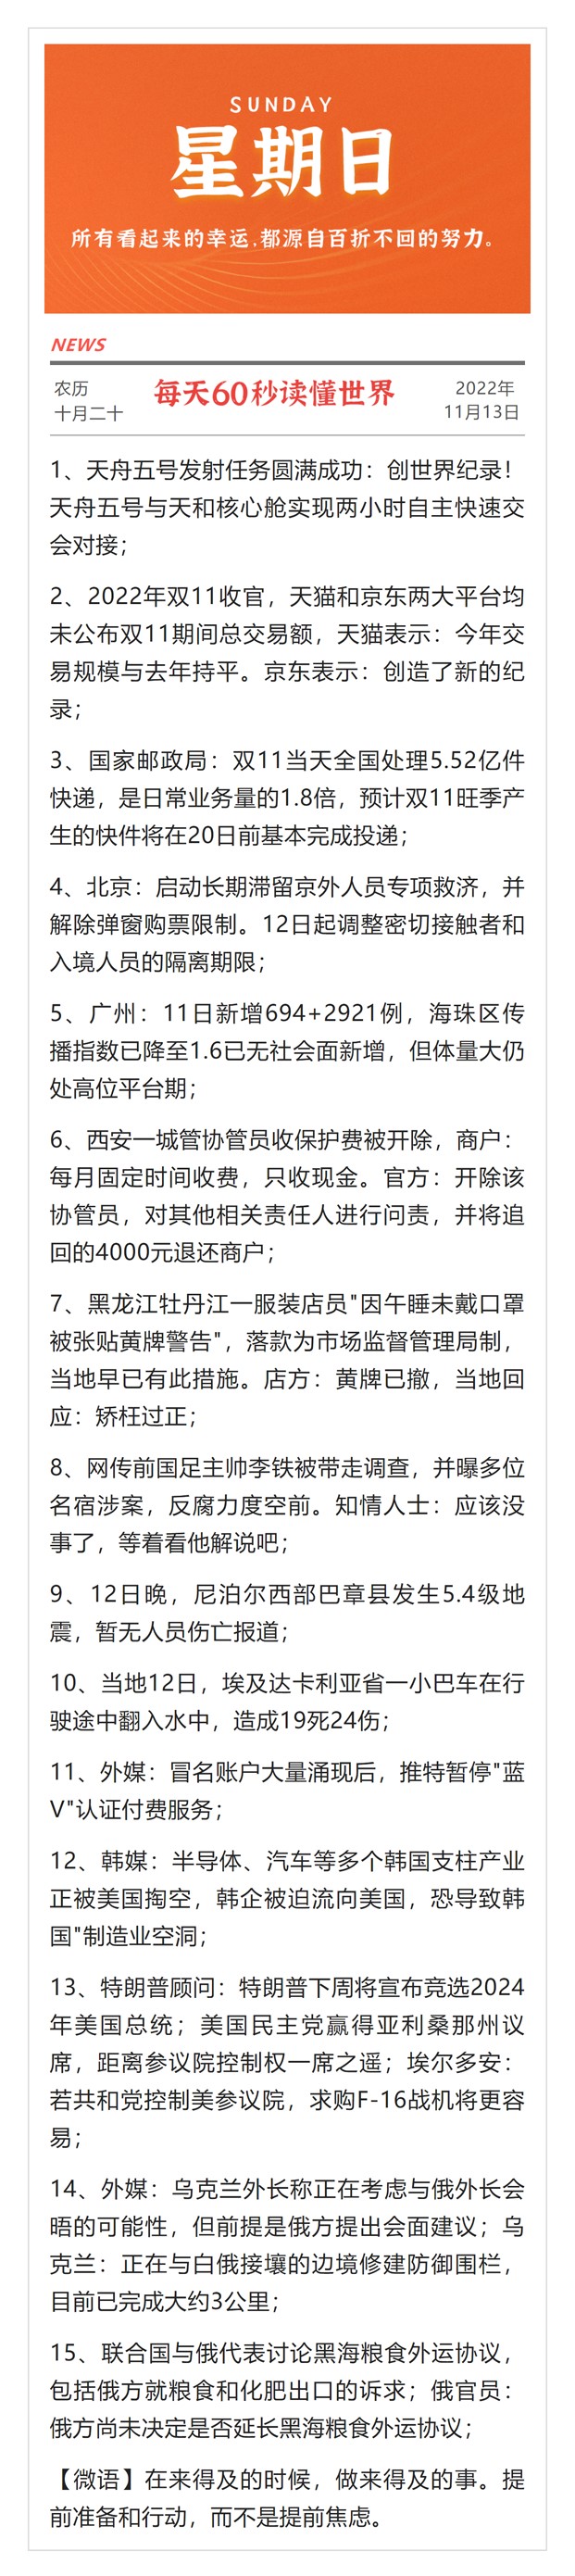 SUNDAY
星期日
所有看起来的幸运,都源自百折不回的努力。
NEWS
农历
十月二十
每天60秒读懂世界
2022年
11月13日
1、天舟五号发射任务圆满成功：创世界纪录！
天舟五号与天和核心舱实现两小时自主快速交
会对接；
2、2022年双11收官，天猫和京东两大平台均
未公布双11期间总交易额，天猫表示：今年交
易规模与去年持平。京东表示：创造了新的纪
录；
3、国家邮政局：双11当天全国处理5.52亿件
快递，是日常业务量的1.8倍，预计双11旺季产
生的快件将在20日前基本完成投递；
4、北京：启动长期滞留京外人员专项救济，并
解除弹窗购票限制。12日起调整密切接触者和
入境人员的隔离期限；
5、广州：11日新增694+2921例，海珠区传
播指数已降至1.6已无社会面新增，但体量大仍
处高位平台期；
6、西安一城管协管员收保护费被开除，商户：
每月固定时间收费，只收现金。官方：开除该
协管员，对其他相关责任人进行问责，并将追
回的4000元退还商户；
7、黑龙江牡丹江一服装店员"因午睡未戴口罩
被张贴黄牌警告"，落款为市场监督管理局制，
当地早已有此措施。店方：黄牌已撤，当地回
应：矫枉过正；
8、网传前国足主帅李铁被带走调查，并曝多位
名宿涉案，反腐力度空前。知情人士：应该没
事了，等着看他解说吧；
9、12日晚，尼泊尔西部巴章县发生5.4级地
震，暂无人员伤亡报道；
10、当地12日，埃及达卡利亚省一小巴车在行
驶途中翻入水中，造成19死24伤；
11、外媒：冒名账户大量涌现后，推特暂停"蓝
V"认证付费服务；
12、韩媒：半导体、汽车等多个韩国支柱产业
正被美国掏空，韩企被迫流向美国，恐导致韩
国"制造业空洞；
13、特朗普顾问：特朗普下周将宣布竞选2024
年美国总统；美国民主党赢得亚利桑那州议
席，距离参议院控制权一席之遥；埃尔多安：
若共和党控制美参议院，求购F-16战机将更容
易；
14、外媒：乌克兰外长称正在考虑与俄外长会
晤的可能性，但前提是俄方提出会面建议；乌
克兰：正在与白俄接壤的边境修建防御围栏，
目前已完成大约3公里；
15、联合国与俄代表讨论黑海粮食外运协议，
包括俄方就粮食和化肥出口的诉求；俄官员：
俄方尚未决定是否延长黑海粮食外运协议；
【微语】在来得及的时候，做来得及的事。提
前准备和行动，而不是提前焦虑。